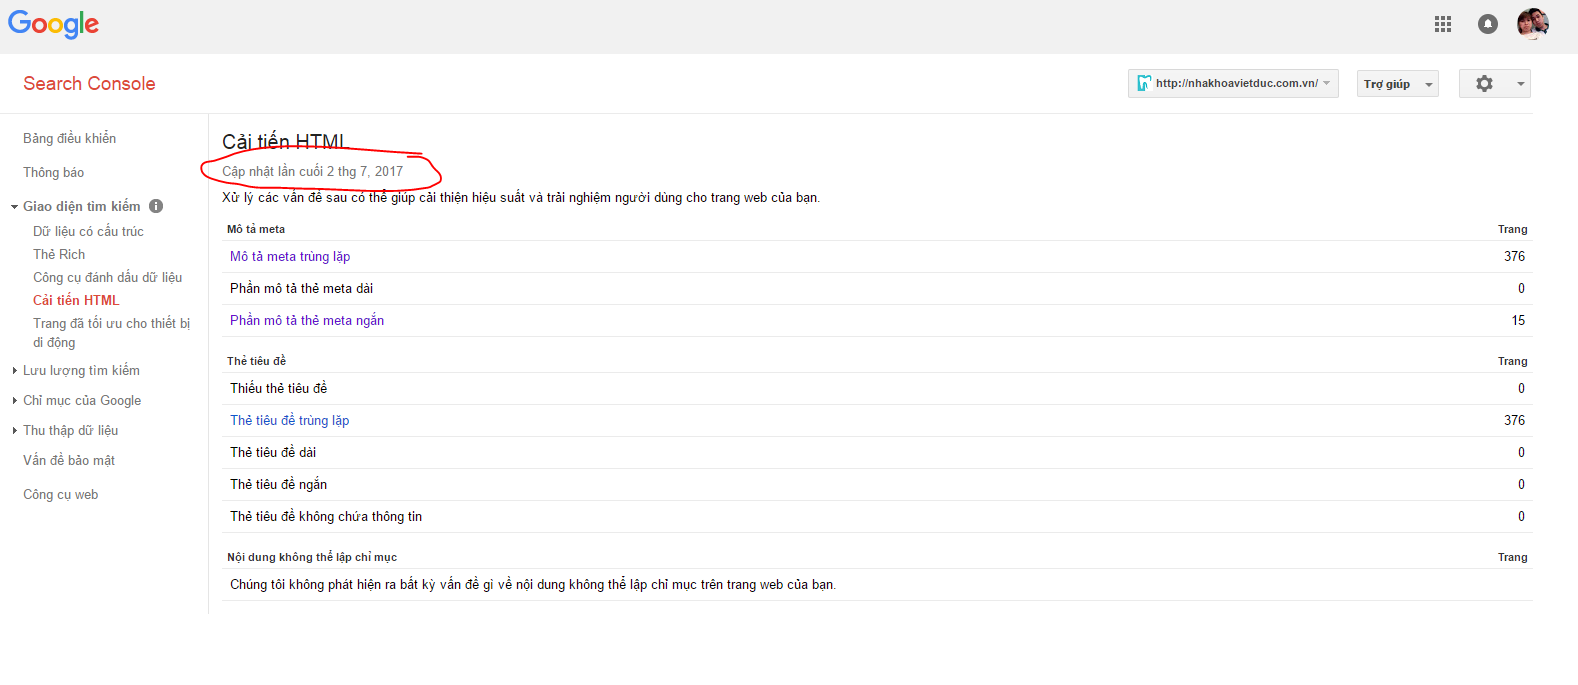 Google
Search Console
http://nhakhoavietduc.com.vn/
Trợ giúp
Bảng điều khiển
Thông báo
Giao diện tìm kiếm
Dữ liệu có cấu trúc
Thẻ Rich
Công cụ đánh dấu dữ liệu
Cải tiến HTML
Trang đã tối ưu cho thiết bị
di động
Lưu lượng tìm kiếm
Chỉ mục của Google
Thu thập dữ liệu
Vấn đề bảo mật
Công cụ web
Cải tiến HTML
Cập nhật lần cuối 2 thg 7, 2017
Xử lý các vấn đề sau có thể giúp cải thiện hiệu suất và trải nghiệm người dùng cho trang web của bạn.
Mô tả meta Trang
Mô tả meta trùng lặp 376
Phần mô tả thẻ meta dài 0
Phần mô tả thẻ meta ngắn 15
Thẻ tiêu đề Trang
Thiếu thẻ tiêu đề 0
Thẻ tiêu đề trùng lặp 376
Thẻ tiêu đề dài 0
Thẻ tiêu đề ngắn 0
Thẻ tiêu đề không chứa thông tin 0
Nội dung không thể lập chỉ mục Trang
Chúng tôi không phát hiện ra bất kỳ vấn đề gì về nội dung không thể lập chỉ mục trên trang web của bạn.